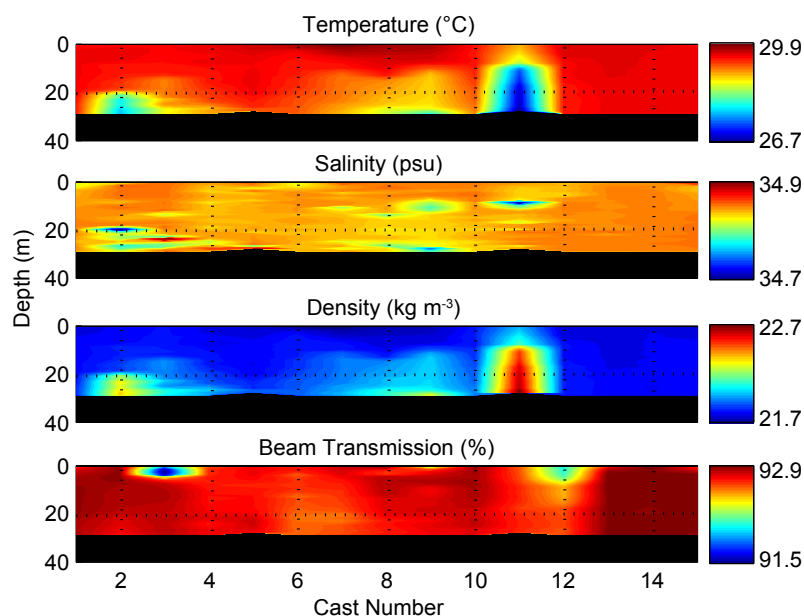 Temperature (°C)
0
20
40
29.9
26.7
Salinity (psu)
0
20
40
34.9
34.7
Depth (m)
Density (kg m⁻³)
0
20
40
22.7
21.7
Beam Transmission (%)
0
20
40
92.9
91.5
2 4 6 8 10 12 14
Cast Number